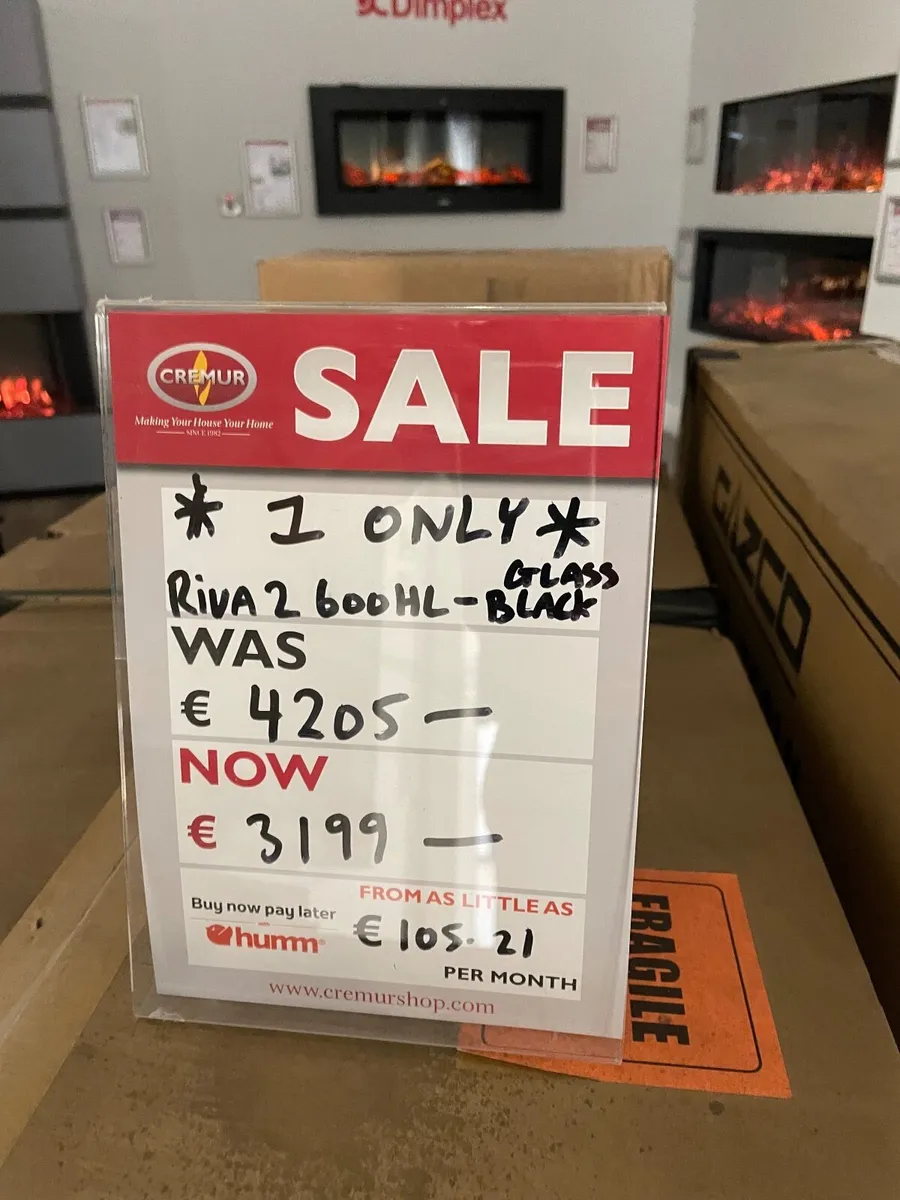 Dimplex
CREMUR
Making Your House Your Home
SINCE 1982
SALE
* 1 ONLY *
RIVA 2 600HL - GLASS
BLACK
WAS
€ 4205 —
NOW
€ 3199 —
Buy now pay later
with
humm
FROM AS LITTLE AS
€ 105.21
PER MONTH
www.cremurshop.com
GAZCO
FRAGILE